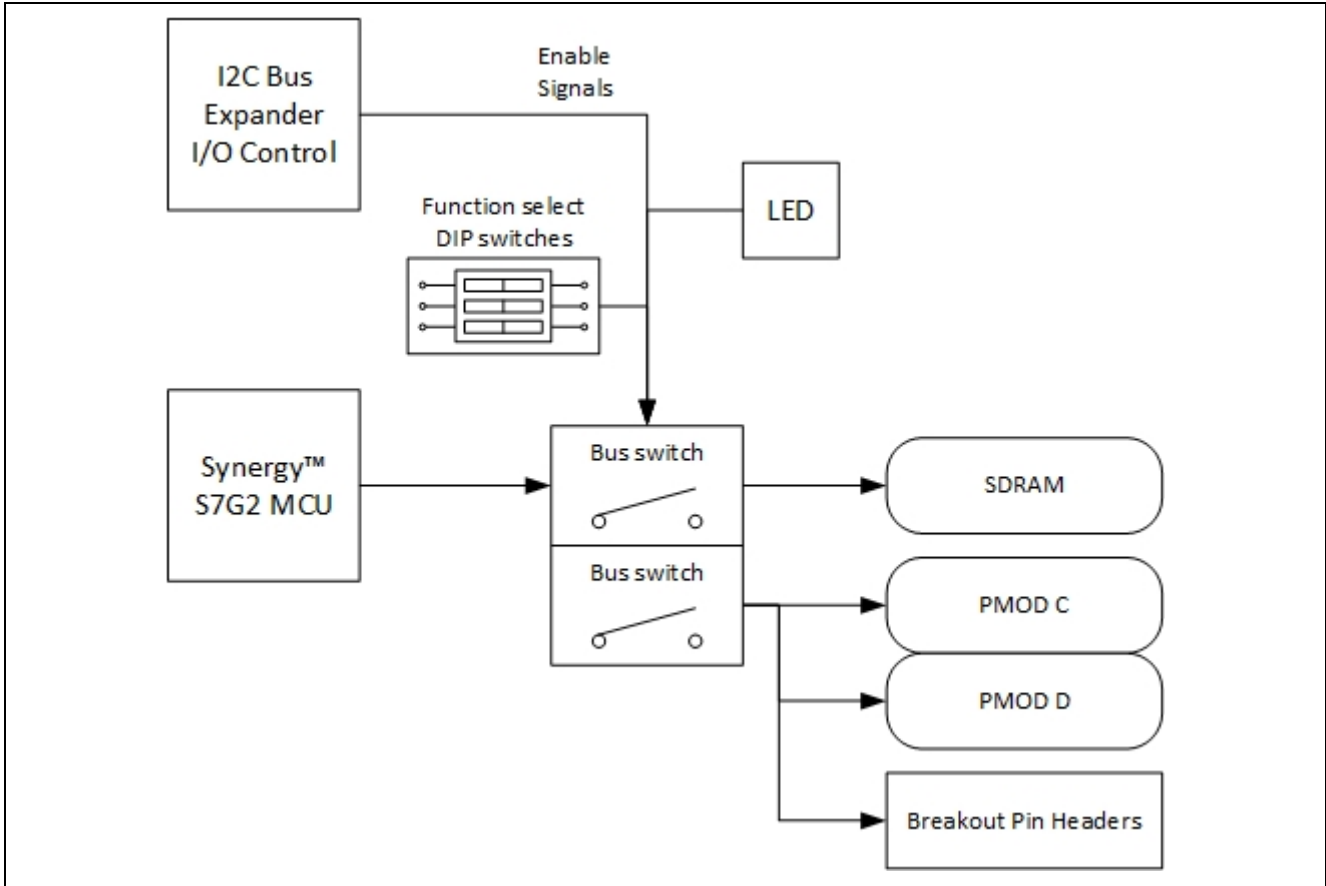 I2C Bus
Expander
I/O Control
Enable
Signals
LED
Function select
DIP switches
Synergy™
S7G2 MCU
Bus switch
Bus switch
SDRAM
PMOD C
PMOD D
Breakout Pin Headers